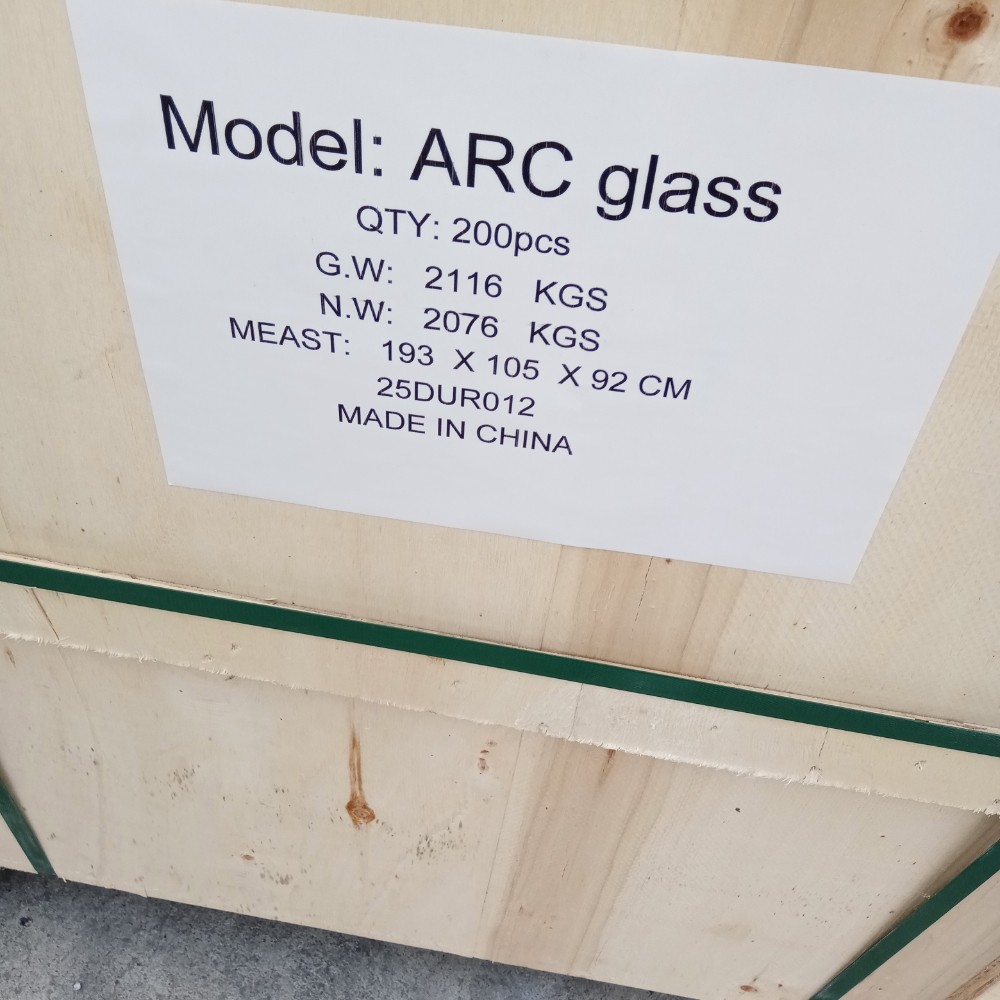 Model: ARC glass
QTY: 200pcs
G.W: 2116 KGS
N.W: 2076 KGS
MEAST: 193 X 105 X 92 CM
25DUR012
MADE IN CHINA